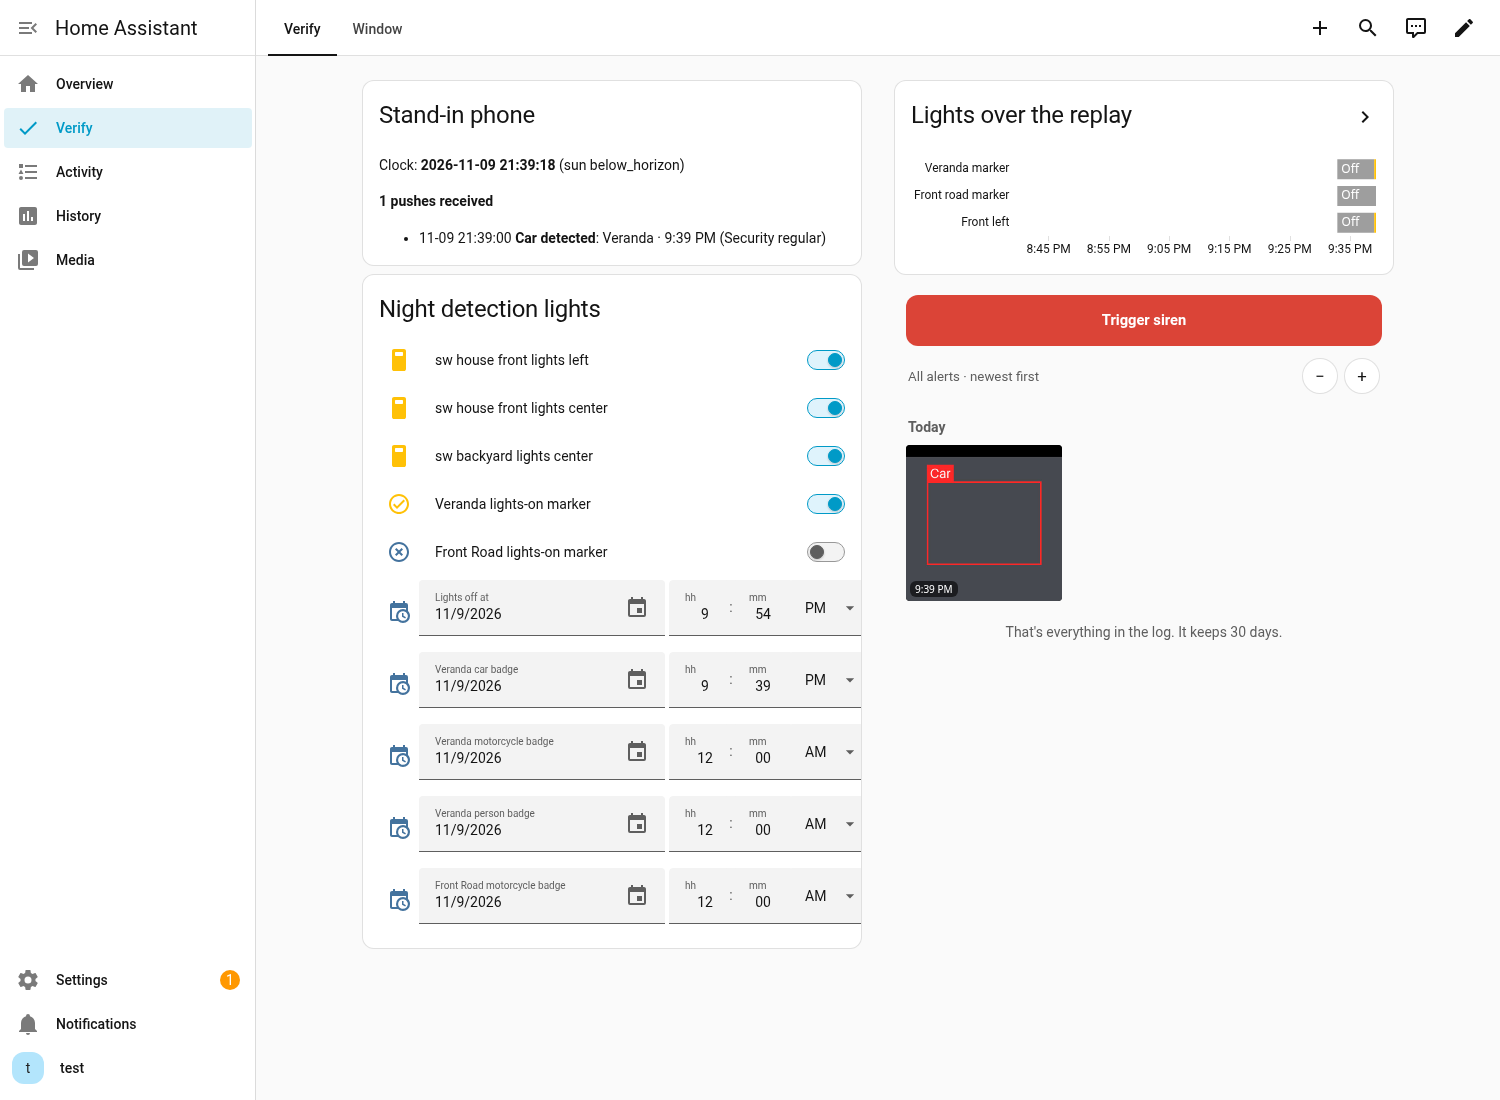 Home Assistant
Verify
Window
Overview
Verify
Activity
History
Media
Settings
1
Notifications
t
test
Stand-in phone
Clock: 2026-11-09 21:39:18 (sun below_horizon)
1 pushes received
• 11-09 21:39:00 Car detected: Veranda · 9:39 PM (Security regular)
Night detection lights
sw house front lights left
sw house front lights center
sw backyard lights center
Veranda lights-on marker
Front Road lights-on marker
Lights off at
11/9/2026
hh
9
:
mm
54
PM
Veranda car badge
11/9/2026
hh
9
:
mm
39
PM
Veranda motorcycle badge
11/9/2026
hh
12
:
mm
00
AM
Veranda person badge
11/9/2026
hh
12
:
mm
00
AM
Front Road motorcycle badge
11/9/2026
hh
12
:
mm
00
AM
Lights over the replay
Veranda marker
Off
Front road marker
Off
Front left
Off
8:45 PM 8:55 PM 9:05 PM 9:15 PM 9:25 PM 9:35 PM
Trigger siren
All alerts · newest first
−
+
Today
Car
9:39 PM
That's everything in the log. It keeps 30 days.